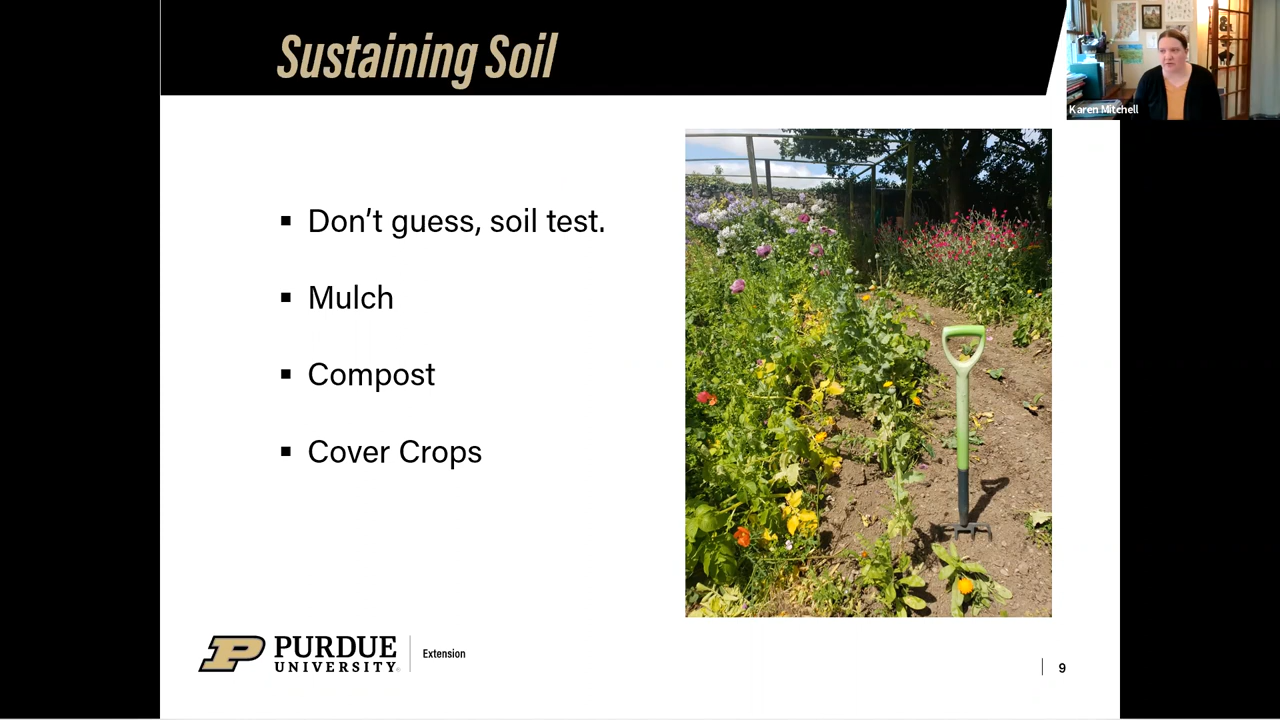 Sustaining Soil
Karen Mitchell
▪ Don't guess, soil test.
▪ Mulch
▪ Compost
▪ Cover Crops
P PURDUE UNIVERSITY® | Extension
9